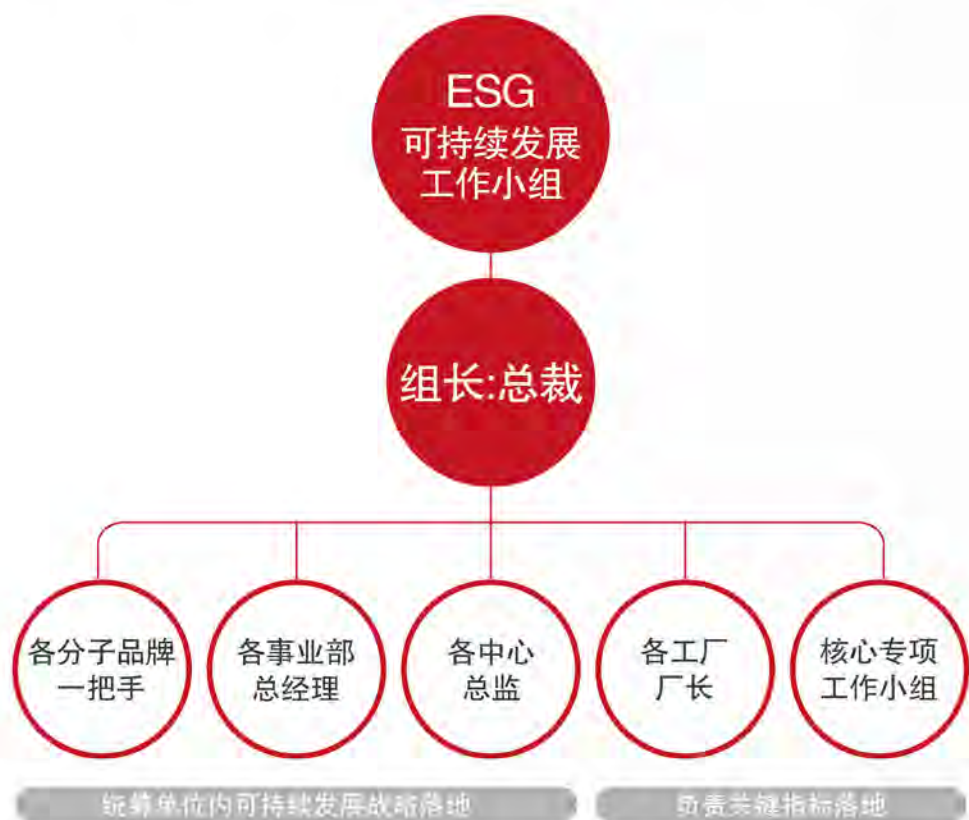 ESG
可持续发展
工作小组
组长:总裁
各分子品牌
一把手
各事业部
总经理
各中心
总监
各工厂
厂长
核心专项
工作小组
统筹单位内可持续发展战略落地
负责关键指标落地